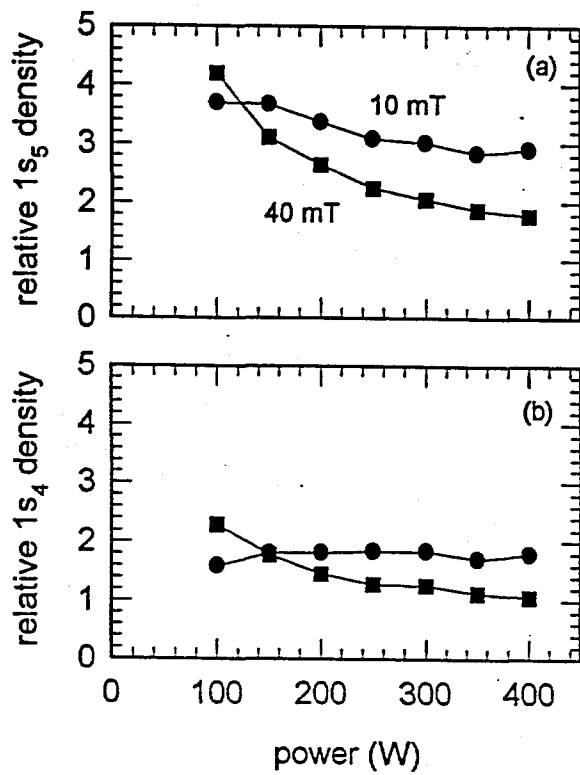 5
(a)
4
10 mT
3
2
40 mT
1
0
relative 1s₅ density
5
(b)
4
3
2
1
0
relative 1s₄ density
0 100 200 300 400
power (W)